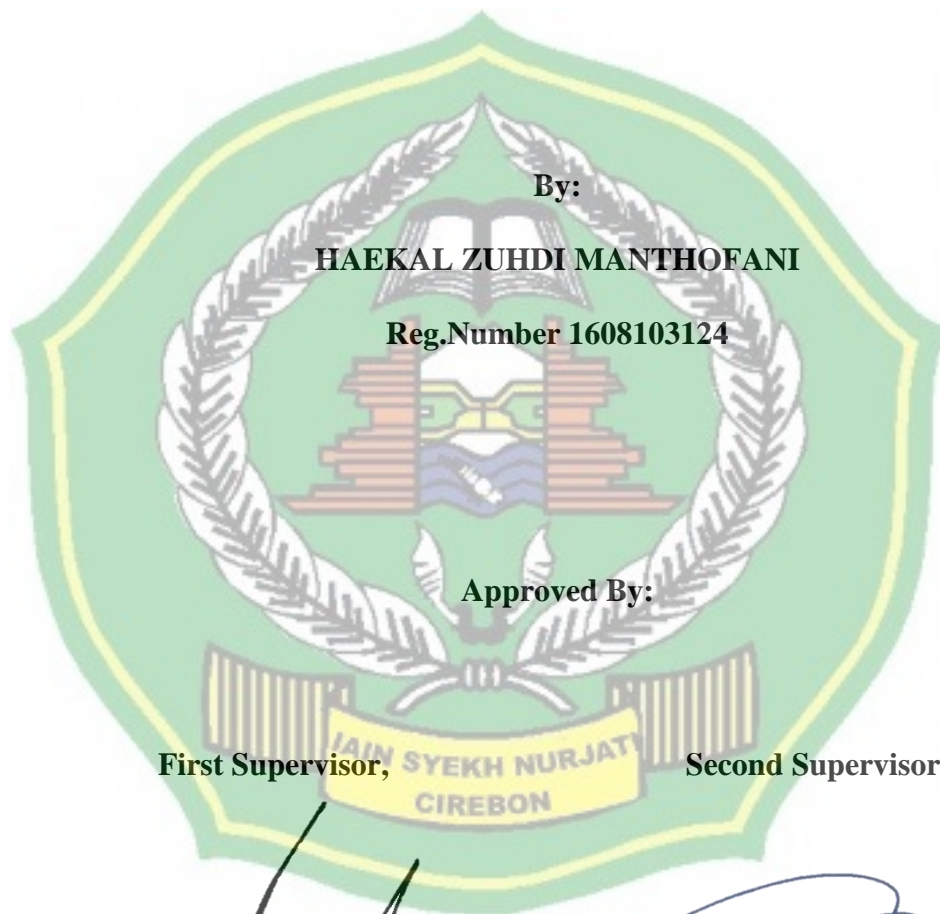 By:
HAEKAL ZUHDI MANTHOFANI
Reg.Number 1608103124
Approved By:
First Supervisor,
Second Supervisor
IAIN SYEKH NURJATI
CIREBON